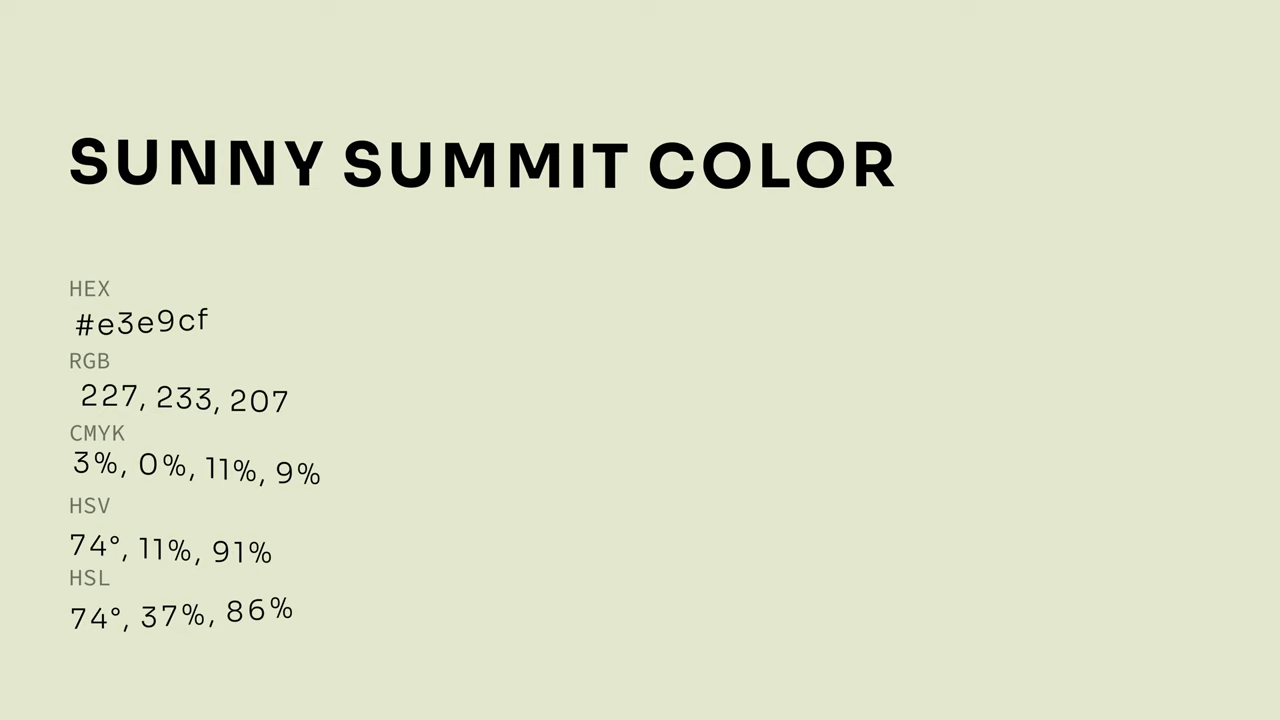 SUNNY SUMMIT COLOR
HEX
#e3e9cf
RGB
227, 233, 207
CMYK
3%, 0%, 11%, 9%
HSV
74°, 11%, 91%
HSL
74°, 37%, 86%